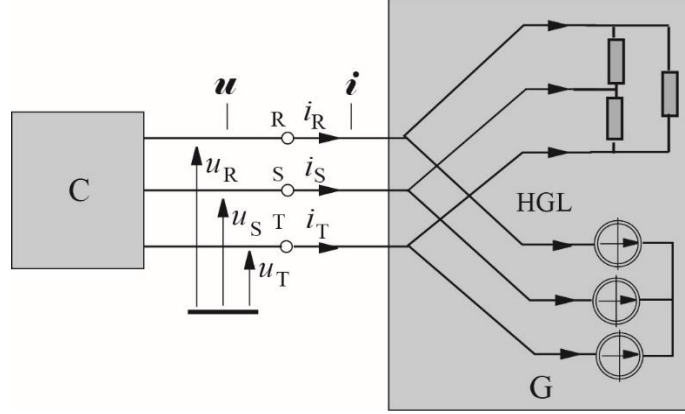 u i
R i_R
C
u_R S i_S
HGL
u_S T i_T
u_T
G